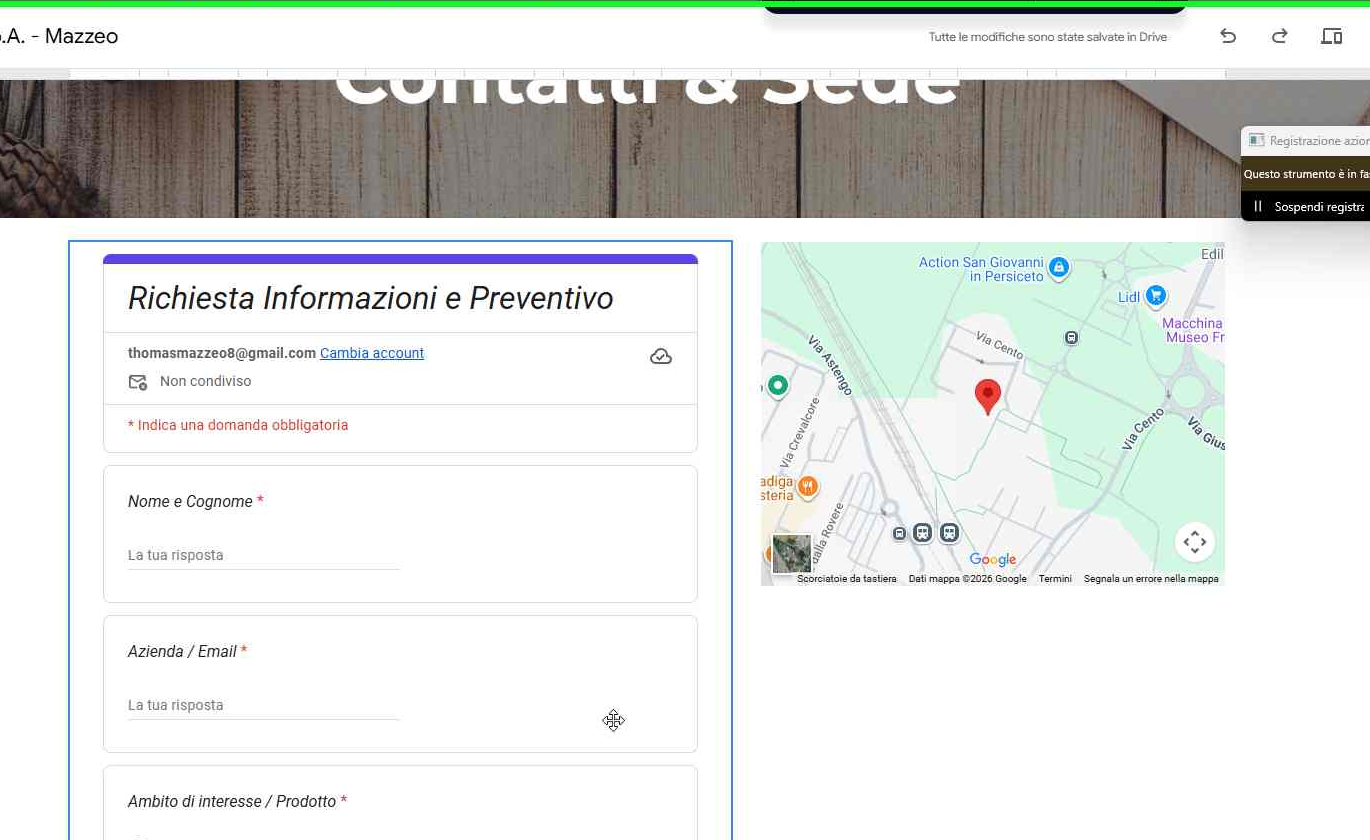 .A. - Mazzeo
Tutte le modifiche sono state salvate in Drive
Contatti & Sede
Registrazione azior
Questo strumento è in fas
Sospendi registra
Richiesta Informazioni e Preventivo
thomasmazzeo8@gmail.com Cambia account
Non condiviso
* Indica una domanda obbligatoria
Nome e Cognome *
La tua risposta
Azienda / Email *
La tua risposta
Ambito di interesse / Prodotto *
Action San Giovanni
in Persiceto
Edil
Lidl
Macchina
Museo Fr
Via Cento
Via Astengo
Via Crevalcore
Via Cento
Via Gius
adiga
steria
dalla Rovere
Google
Scorciatoie da tastiera
Dati mappa ©2026 Google
Termini
Segnala un errore nella mappa